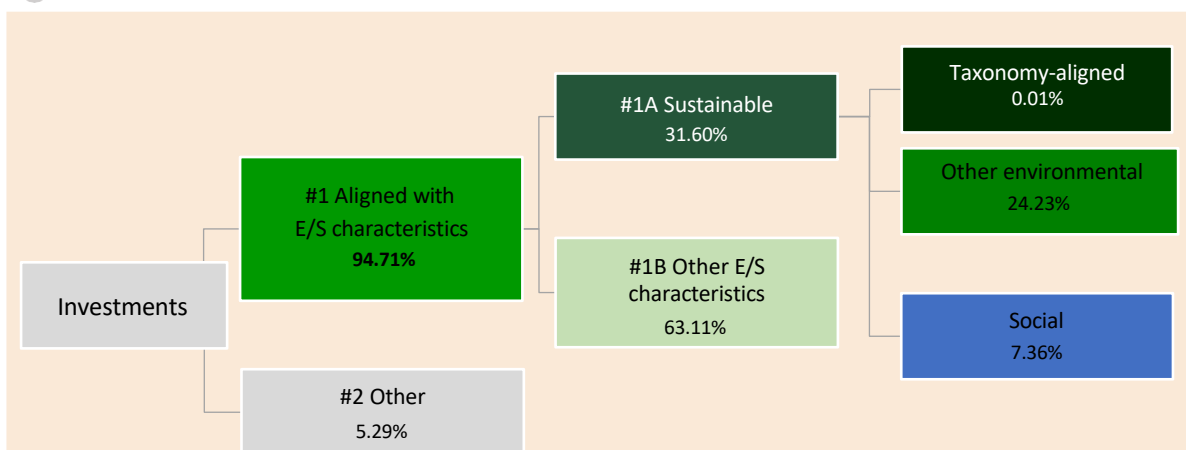 Investments
#1 Aligned with
E/S characteristics
94.71%
#2 Other
5.29%
#1A Sustainable
31.60%
#1B Other E/S
characteristics
63.11%
Taxonomy-aligned
0.01%
Other environmental
24.23%
Social
7.36%